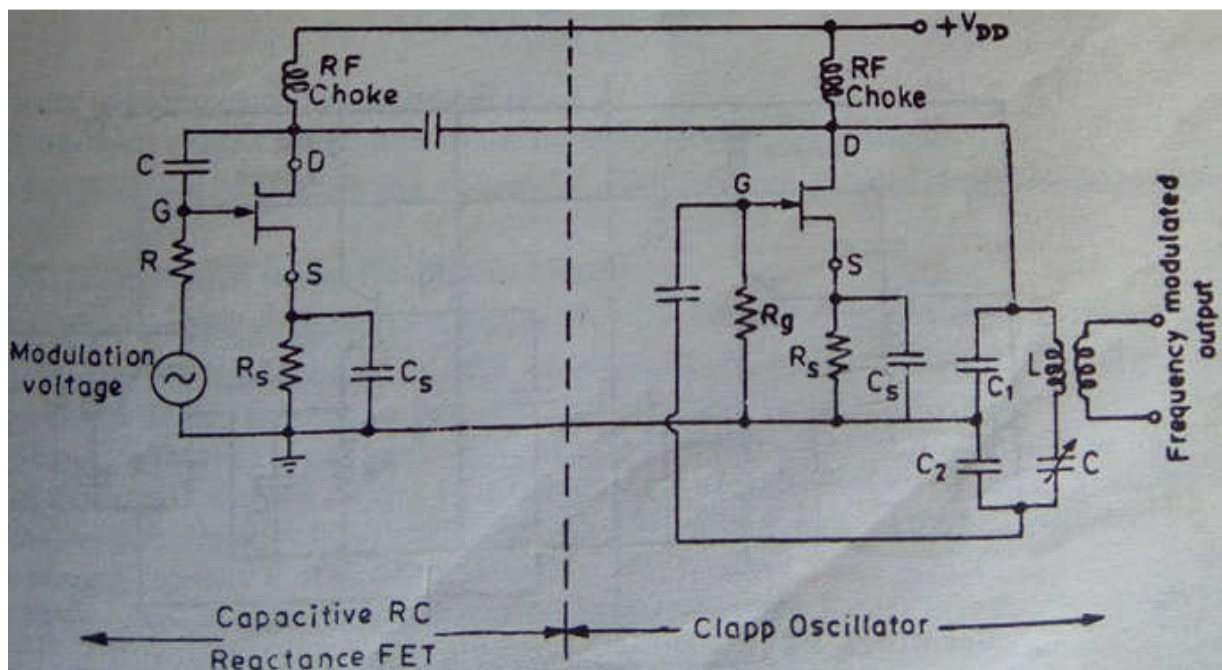 +VDD
RF
Choke
RF
Choke
C
D
D
G
G
R
S
S
Modulation
voltage
Rs
Cs
Rg
Rs
Cs
C1
L
C2
C
Frequency modulated
output
Capacitive RC
Reactance FET
Clapp Oscillator